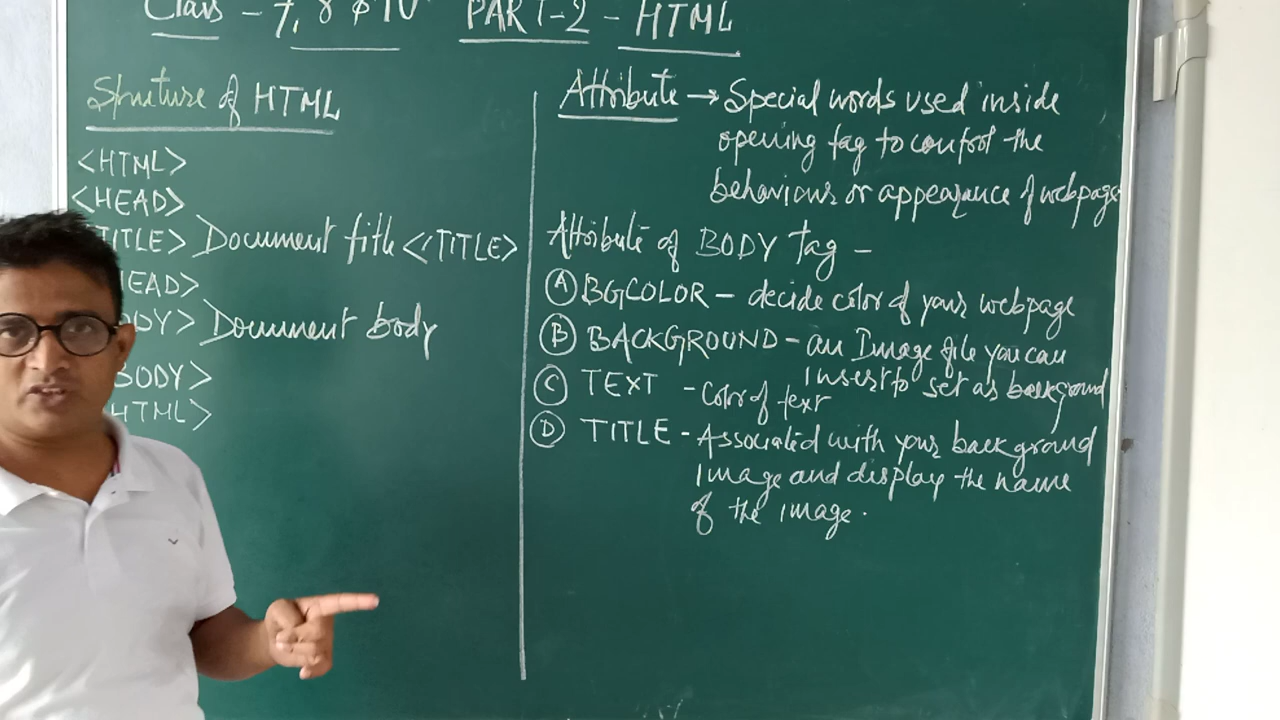 Class - 7, 8 & 10 PART-2 - HTML
Structure of HTML
<HTML>
<HEAD>
TITLE> Document title </TITLE>
HEAD>
ODY> Document body
BODY>
HTML>
Attribute → Special words used inside
opening tag to control the
behaviour or appearance of webpage
Attribute of BODY tag -
(A) BGCOLOR - decide color of your webpage
(B) BACKGROUND - an Image file you can
insert to set as background
(C) TEXT - Color of text
(D) TITLE - Associated with your background
Image and display the name
of the image.